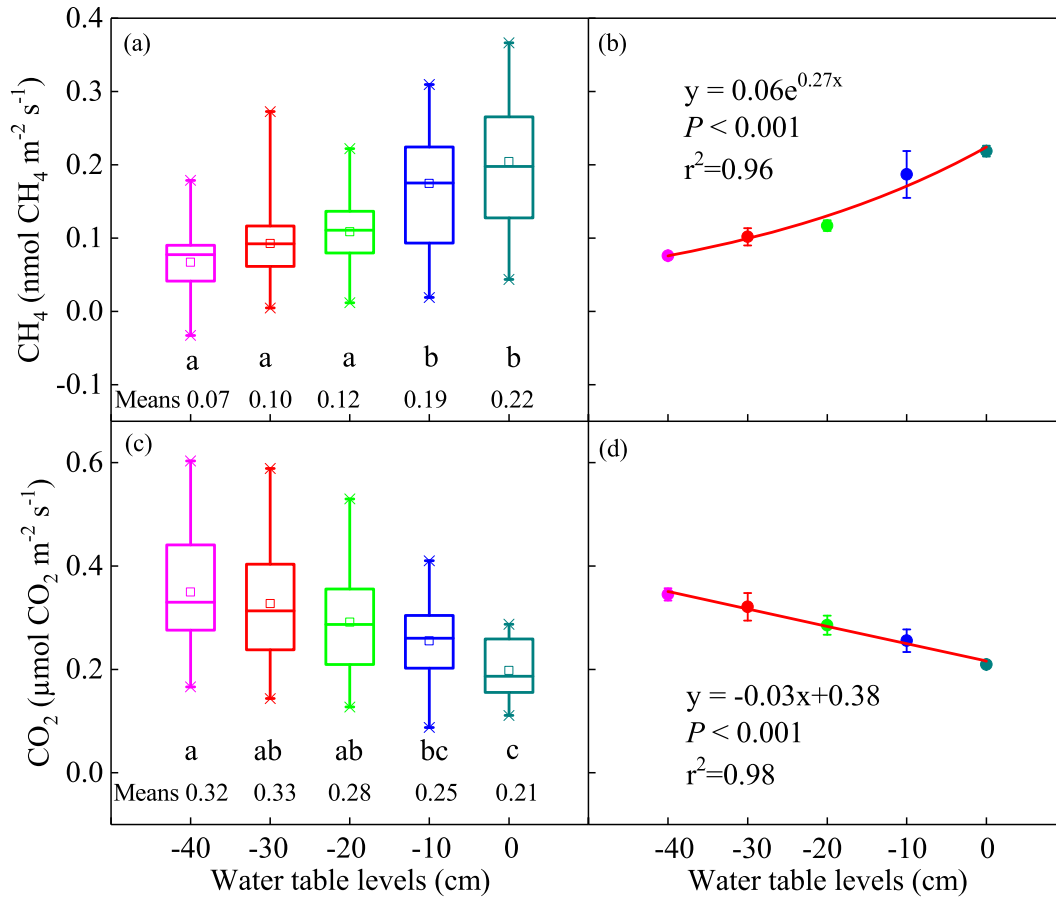 (a)
CH₄ (nmol CH₄ m⁻² s⁻¹)
0.4
0.3
0.2
0.1
0.0
-0.1
a a a b b
Means 0.07 0.10 0.12 0.19 0.22
(b)
y = 0.06e^0.27x
P < 0.001
r²=0.96
(c)
CO₂ (μmol CO₂ m⁻² s⁻¹)
0.6
0.4
0.2
0.0
a ab ab bc c
Means 0.32 0.33 0.28 0.25 0.21
-40 -30 -20 -10 0
Water table levels (cm)
(d)
y = -0.03x+0.38
P < 0.001
r²=0.98
-40 -30 -20 -10 0
Water table levels (cm)